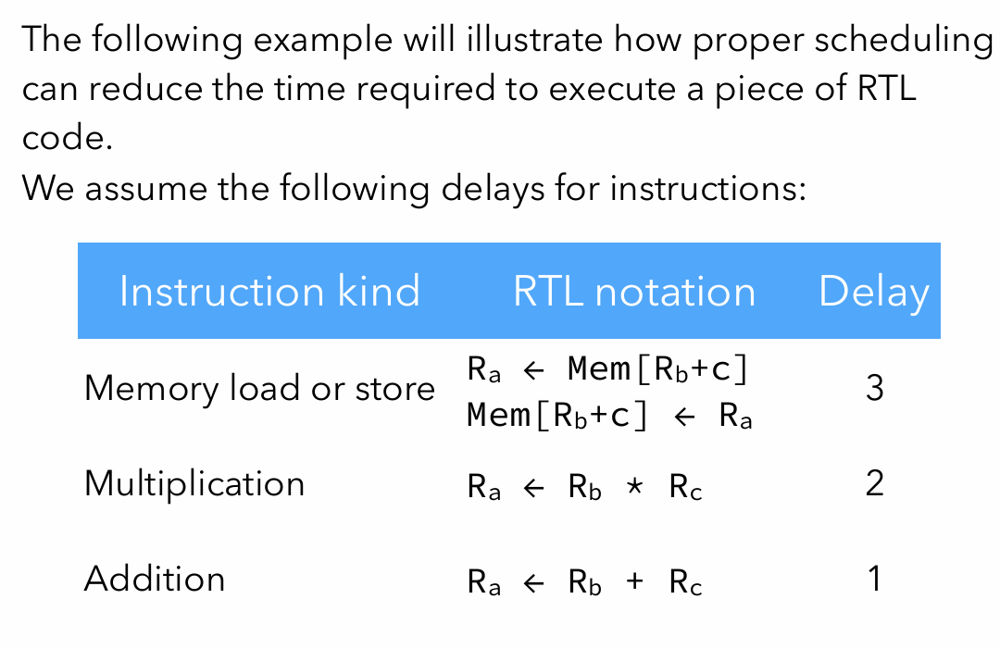 The following example will illustrate how proper scheduling
can reduce the time required to execute a piece of RTL
code.
We assume the following delays for instructions:
Instruction kind RTL notation Delay
Memory load or store Rₐ ← Mem[R_b+c] 3
Mem[R_b+c] ← Rₐ
Multiplication Rₐ ← R_b * R_c 2
Addition Rₐ ← R_b + R_c 1